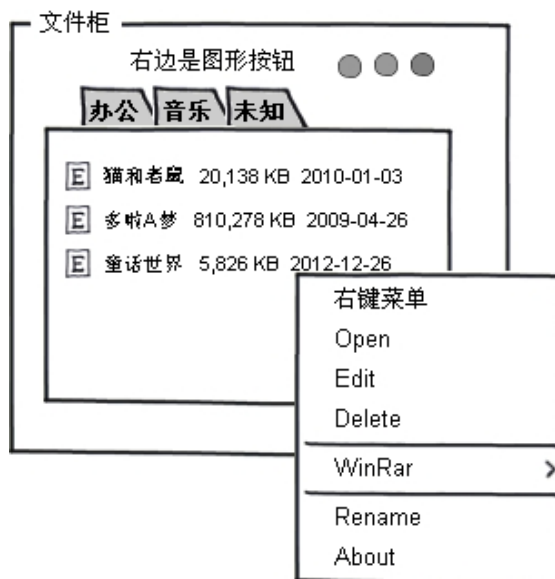 文件柜
右边是图形按钮
办公 音乐 未知
E 猫和老鼠 20,138 KB 2010-01-03
E 多啦A梦 810,278 KB 2009-04-26
E 童话世界 5,826 KB 2012-12-26
右键菜单
Open
Edit
Delete
WinRar
Rename
About